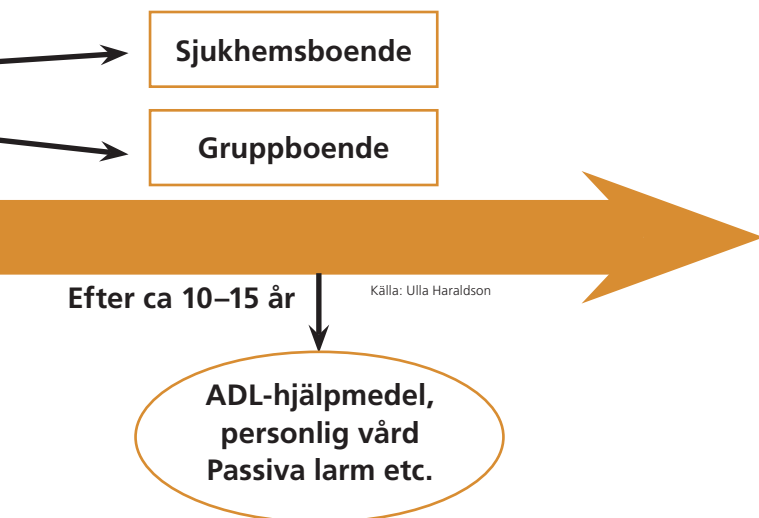 Sjukhemsboende
Gruppboende
Efter ca 10–15 år
Källa: Ulla Haraldson
ADL-hjälpmedel,
personlig vård
Passiva larm etc.